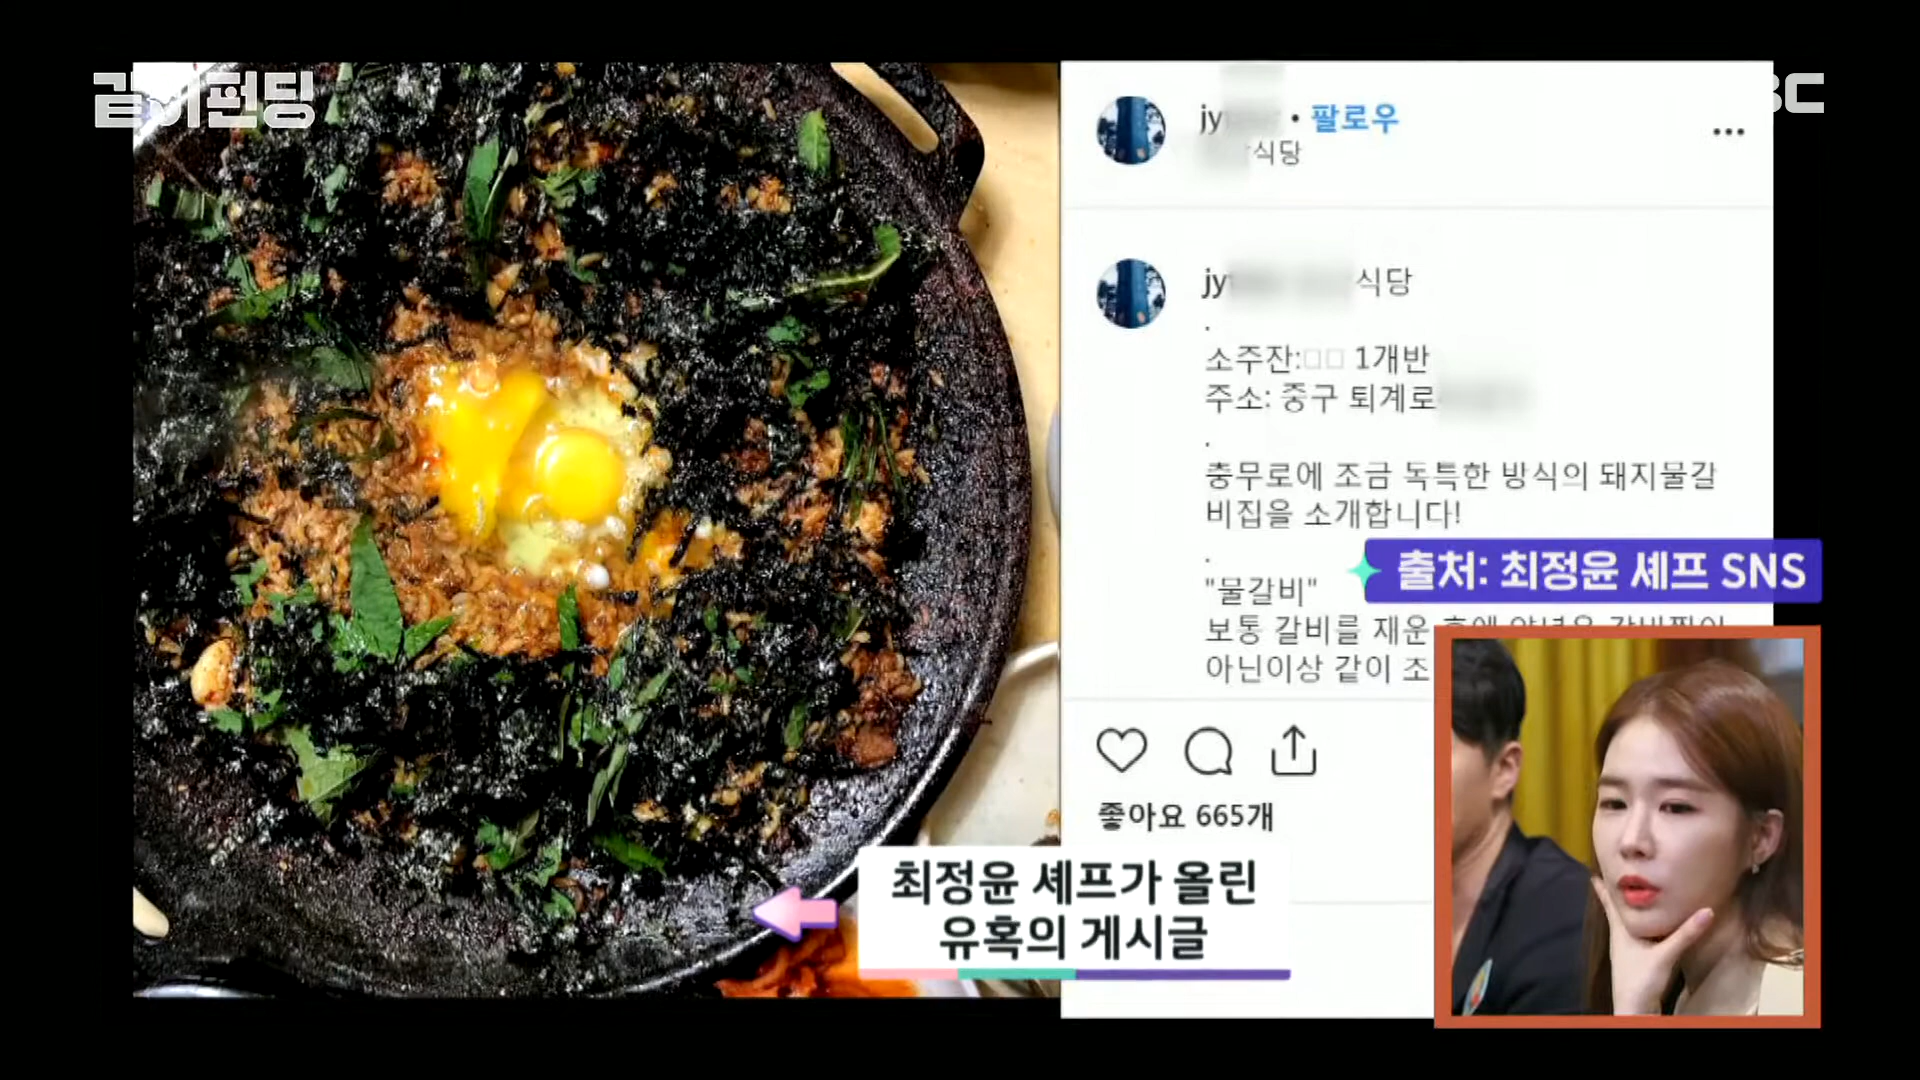 같이펀딩
BC
jy • 팔로우
식당
jy 식당
.
소주잔:□□ 1개반
주소: 중구 퇴계로
.
충무로에 조금 독특한 방식의 돼지물갈
비집을 소개합니다!
.
출처: 최정윤 셰프 SNS
"물갈비"
보통 갈비를 재운
아닌이상 같이 조
좋아요 665개
최정윤 셰프가 올린
유혹의 게시글